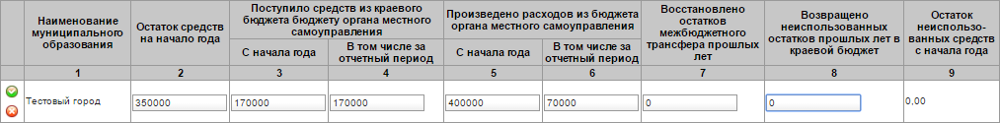 Наименование
муниципального
образования
Остаток средств
на начало года
Поступило средств из краевого
бюджета бюджету органа местного
самоуправления
С начала года
В том числе за
отчетный период
Произведено расходов из бюджета
органа местного самоуправления
С начала года
В том числе за
отчетный период
Восстановлено
остатков
межбюджетного
трансфера прошлых
лет
Возвращено
неиспользованных
остатков прошлых лет в
краевой бюджет
Остаток
неиспользо-
ванных средств
с начала года
1 2 3 4 5 6 7 8 9
Тестовый город 350000 170000 170000 400000 70000 0 0 0,00